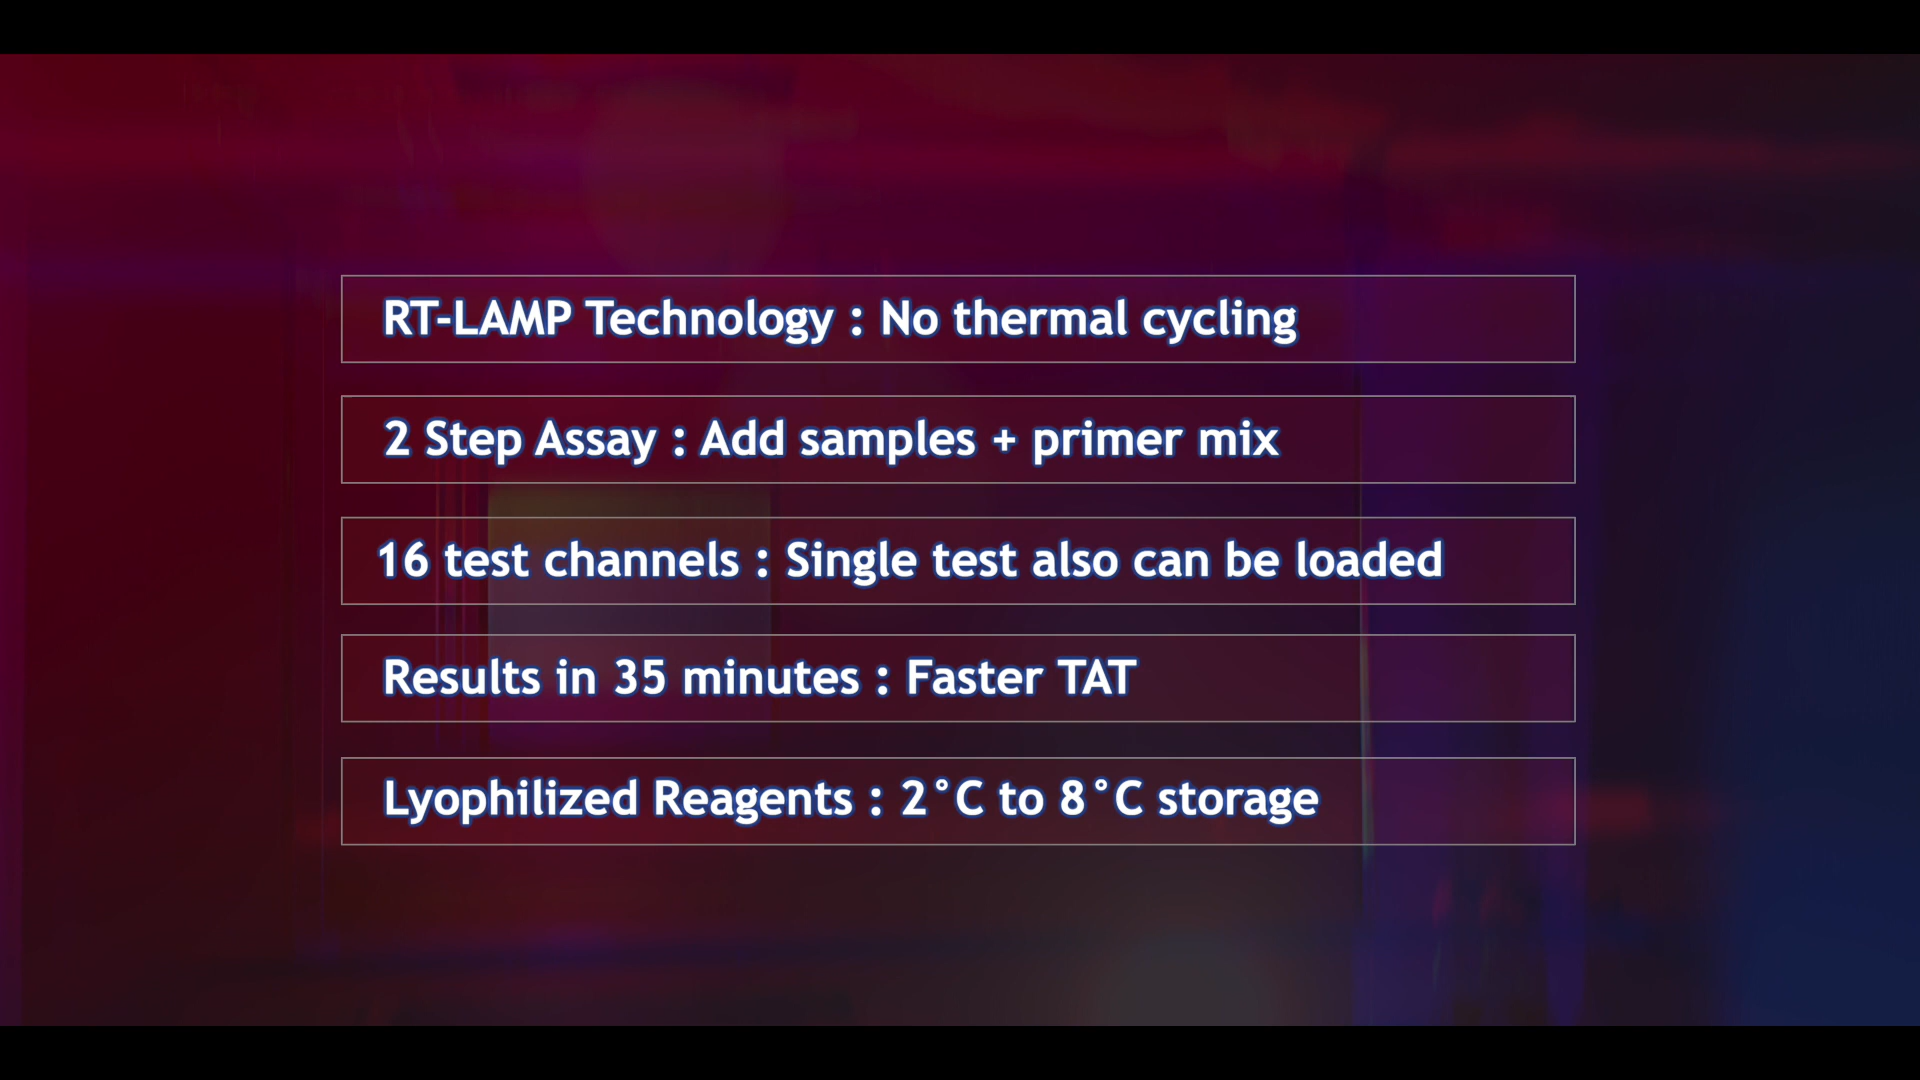 RT-LAMP Technology : No thermal cycling
2 Step Assay : Add samples + primer mix
16 test channels : Single test also can be loaded
Results in 35 minutes : Faster TAT
Lyophilized Reagents : 2°C to 8°C storage